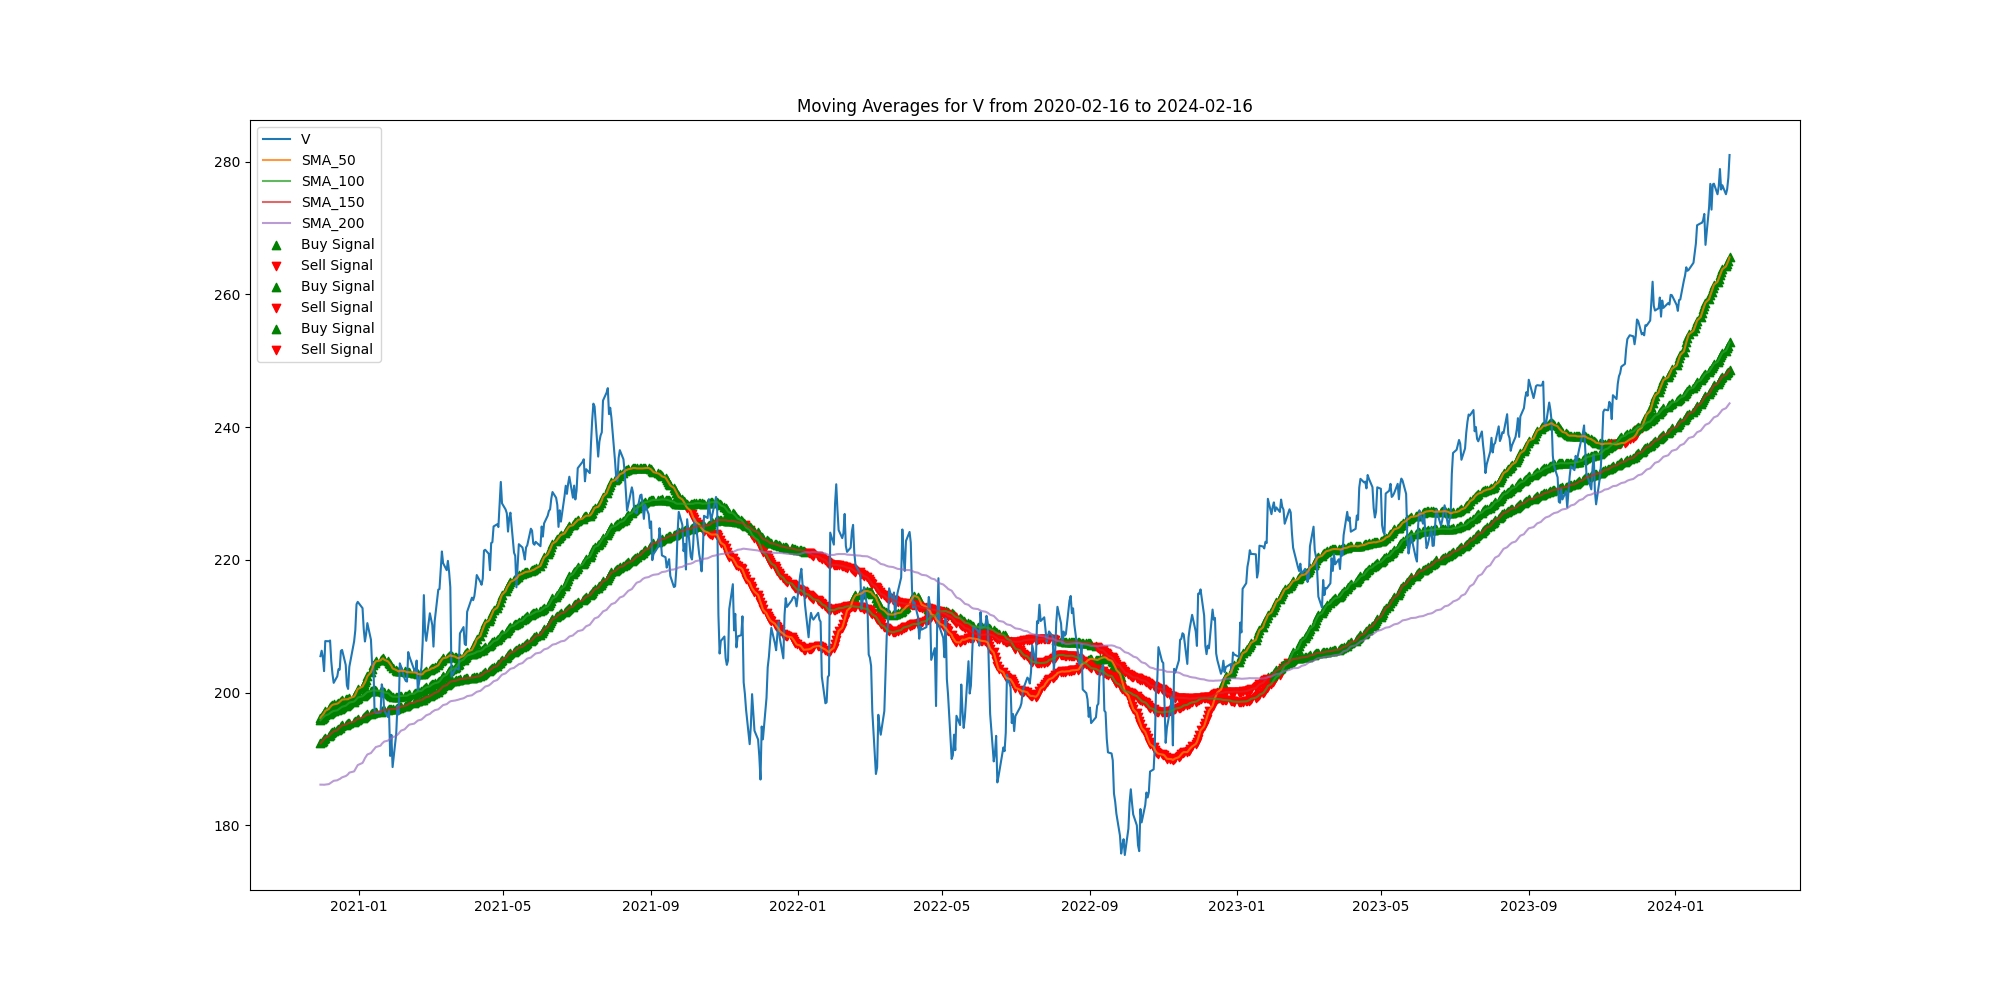 Moving Averages for V from 2020-02-16 to 2024-02-16
V
SMA_50
SMA_100
SMA_150
SMA_200
Buy Signal
Sell Signal
Buy Signal
Sell Signal
Buy Signal
Sell Signal
280
260
240
220
200
180
2021-01 2021-05 2021-09 2022-01 2022-05 2022-09 2023-01 2023-05 2023-09 2024-01